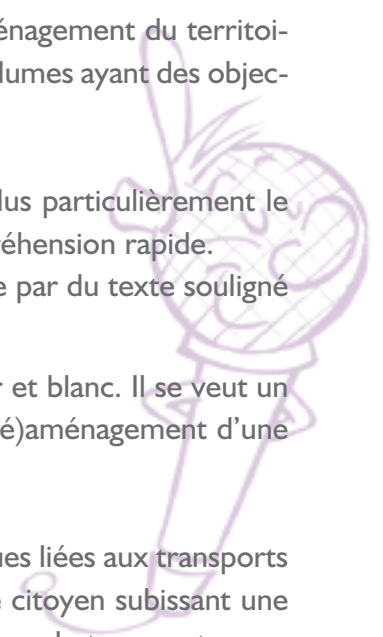 énagement du territoi-
lumes ayant des objec-
lus particulièrement le
réhension rapide.
e par du texte souligné
r et blanc. Il se veut un
é)aménagement d'une
ues liées aux transports
e citoyen subissant une